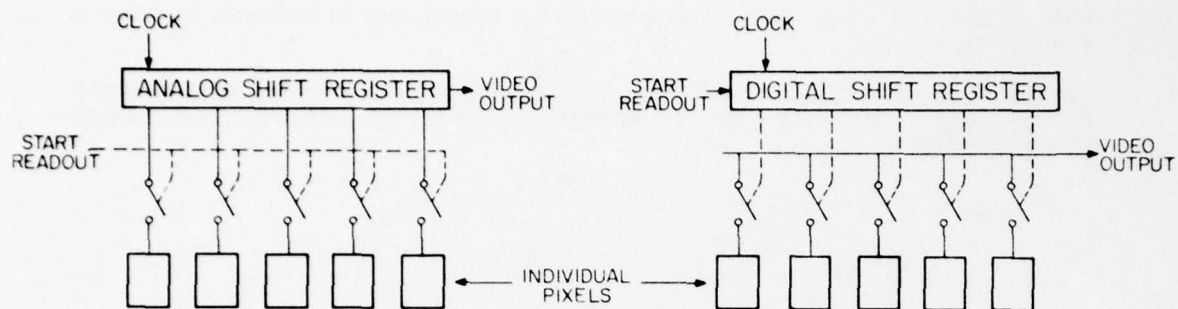 CLOCK
ANALOG SHIFT REGISTER
VIDEO
OUTPUT
START
READOUT
CLOCK
START
READOUT
DIGITAL SHIFT REGISTER
VIDEO
OUTPUT
INDIVIDUAL
PIXELS